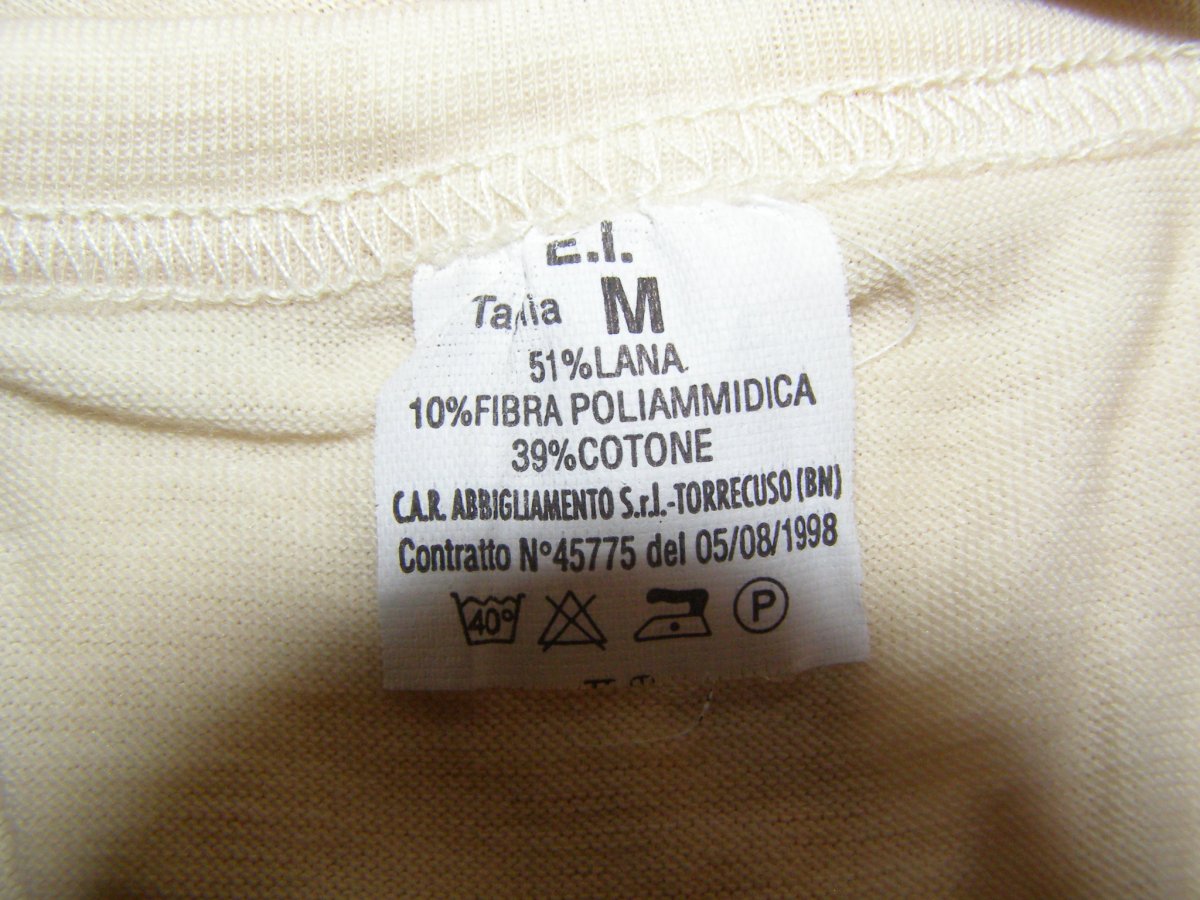 E.I.
Taglia M
51%LANA
10%FIBRA POLIAMMIDICA
39%COTONE
C.A.R. ABBIGLIAMENTO S.r.l.-TORRECUSO (BN)
Contratto N°45775 del 05/08/1998
40° P